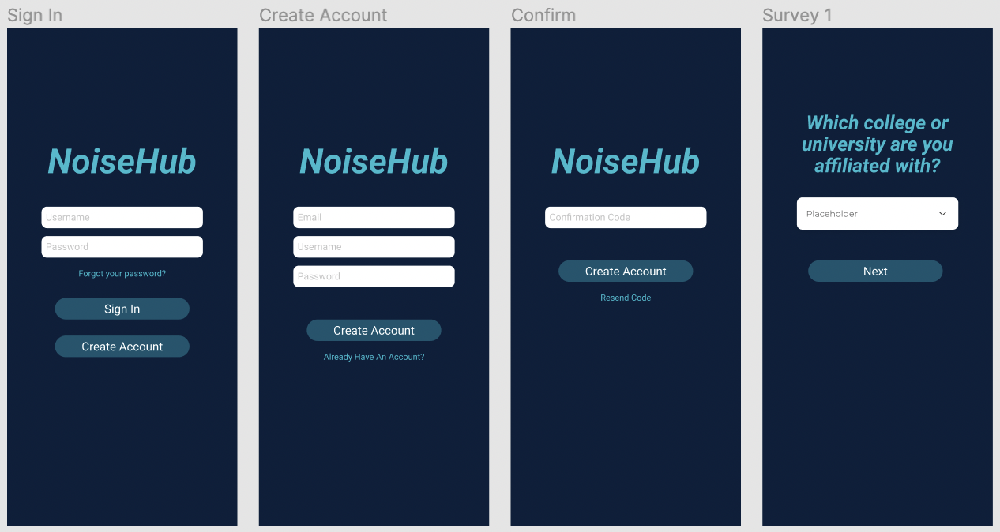 Sign In
NoiseHub
Username
Password
Forgot your password?
Sign In
Create Account
Create Account
NoiseHub
Email
Username
Password
Create Account
Already Have An Account?
Confirm
NoiseHub
Confirmation Code
Create Account
Resend Code
Survey 1
Which college or
university are you
affiliated with?
Placeholder
Next